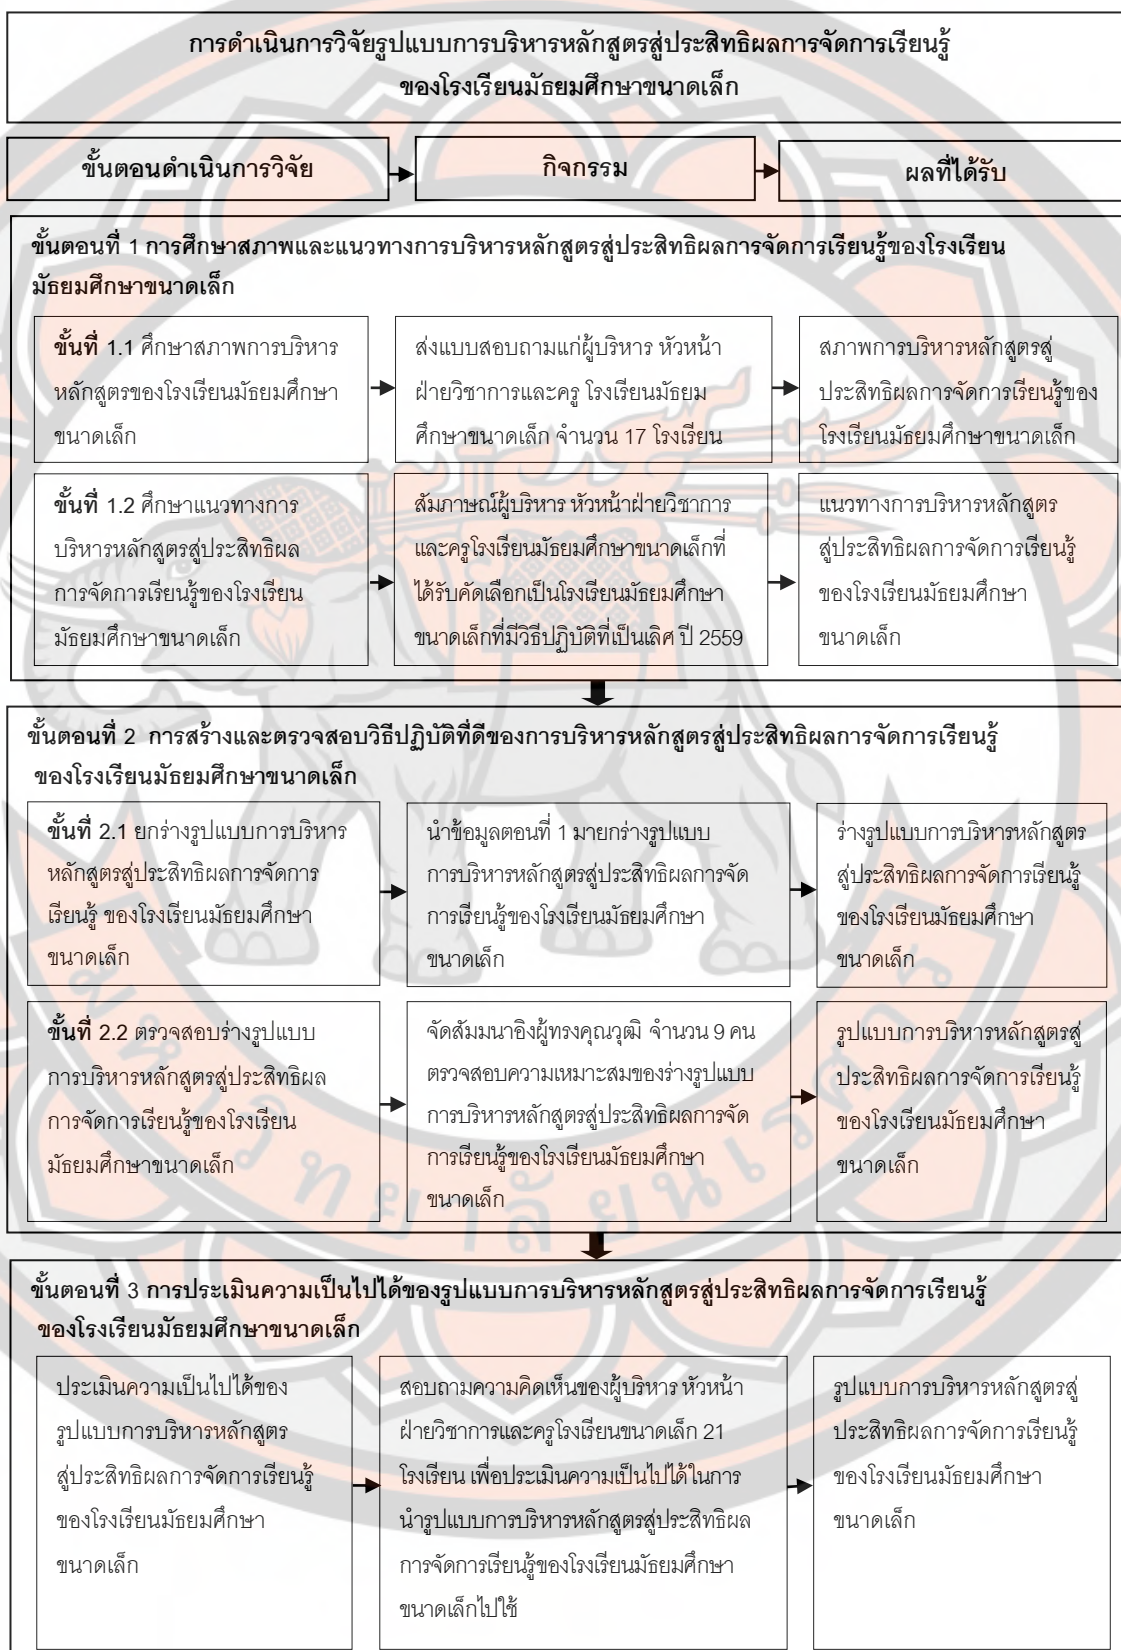 การดำเนินการวิจัยรูปแบบการบริหารหลักสูตรสู่ประสิทธิผลการจัดการเรียนรู้
ของโรงเรียนมัธยมศึกษาขนาดเล็ก
ขั้นตอนดำเนินการวิจัย
กิจกรรม
ผลที่ได้รับ
ขั้นตอนที่ 1 การศึกษาสภาพและแนวทางการบริหารหลักสูตรสู่ประสิทธิผลการจัดการเรียนรู้ของโรงเรียน
มัธยมศึกษาขนาดเล็ก
ขั้นที่ 1.1 ศึกษาสภาพการบริหาร
หลักสูตรของโรงเรียนมัธยมศึกษา
ขนาดเล็ก
ส่งแบบสอบถามแก่ผู้บริหาร หัวหน้า
ฝ่ายวิชาการและครู โรงเรียนมัธยม
ศึกษาขนาดเล็ก จำนวน 17 โรงเรียน
สภาพการบริหารหลักสูตรสู่
ประสิทธิผลการจัดการเรียนรู้ของ
โรงเรียนมัธยมศึกษาขนาดเล็ก
ขั้นที่ 1.2 ศึกษาแนวทางการ
บริหารหลักสูตรสู่ประสิทธิผล
การจัดการเรียนรู้ของโรงเรียน
มัธยมศึกษาขนาดเล็ก
สัมภาษณ์ผู้บริหาร หัวหน้าฝ่ายวิชาการ
และครูโรงเรียนมัธยมศึกษาขนาดเล็กที่
ได้รับคัดเลือกเป็นโรงเรียนมัธยมศึกษา
ขนาดเล็กที่มีวิธีปฏิบัติที่เป็นเลิศ ปี 2559
แนวทางการบริหารหลักสูตร
สู่ประสิทธิผลการจัดการเรียนรู้
ของโรงเรียนมัธยมศึกษา
ขนาดเล็ก
ขั้นตอนที่ 2 การสร้างและตรวจสอบวิธีปฏิบัติที่ดีของการบริหารหลักสูตรสู่ประสิทธิผลการจัดการเรียนรู้
ของโรงเรียนมัธยมศึกษาขนาดเล็ก
ขั้นที่ 2.1 ยกร่างรูปแบบการบริหาร
หลักสูตรสู่ประสิทธิผลการจัดการ
เรียนรู้ ของโรงเรียนมัธยมศึกษา
ขนาดเล็ก
นำข้อมูลตอนที่ 1 มายกร่างรูปแบบ
การบริหารหลักสูตรสู่ประสิทธิผลการจัด
การเรียนรู้ของโรงเรียนมัธยมศึกษา
ขนาดเล็ก
ร่างรูปแบบการบริหารหลักสูตร
สู่ประสิทธิผลการจัดการเรียนรู้
ของโรงเรียนมัธยมศึกษา
ขนาดเล็ก
ขั้นที่ 2.2 ตรวจสอบร่างรูปแบบ
การบริหารหลักสูตรสู่ประสิทธิผล
การจัดการเรียนรู้ของโรงเรียน
มัธยมศึกษาขนาดเล็ก
จัดสัมมนาอิงผู้ทรงคุณวุฒิ จำนวน 9 คน
ตรวจสอบความเหมาะสมของร่างรูปแบบ
การบริหารหลักสูตรสู่ประสิทธิผลการจัด
การเรียนรู้ของโรงเรียนมัธยมศึกษา
ขนาดเล็ก
รูปแบบการบริหารหลักสูตรสู่
ประสิทธิผลการจัดการเรียนรู้
ของโรงเรียนมัธยมศึกษา
ขนาดเล็ก
มหาวิทยาลัยนเรศวร
ขั้นตอนที่ 3 การประเมินความเป็นไปได้ของรูปแบบการบริหารหลักสูตรสู่ประสิทธิผลการจัดการเรียนรู้
ของโรงเรียนมัธยมศึกษาขนาดเล็ก
ประเมินความเป็นไปได้ของ
รูปแบบการบริหารหลักสูตร
สู่ประสิทธิผลการจัดการเรียนรู้
ของโรงเรียนมัธยมศึกษา
ขนาดเล็ก
สอบถามความคิดเห็นของผู้บริหาร หัวหน้า
ฝ่ายวิชาการและครูโรงเรียนขนาดเล็ก 21
โรงเรียน เพื่อประเมินความเป็นไปได้ในการ
นำรูปแบบการบริหารหลักสูตรสู่ประสิทธิผล
การจัดการเรียนรู้ของโรงเรียนมัธยมศึกษา
ขนาดเล็กไปใช้
รูปแบบการบริหารหลักสูตรสู่
ประสิทธิผลการจัดการเรียนรู้
ของโรงเรียนมัธยมศึกษา
ขนาดเล็ก